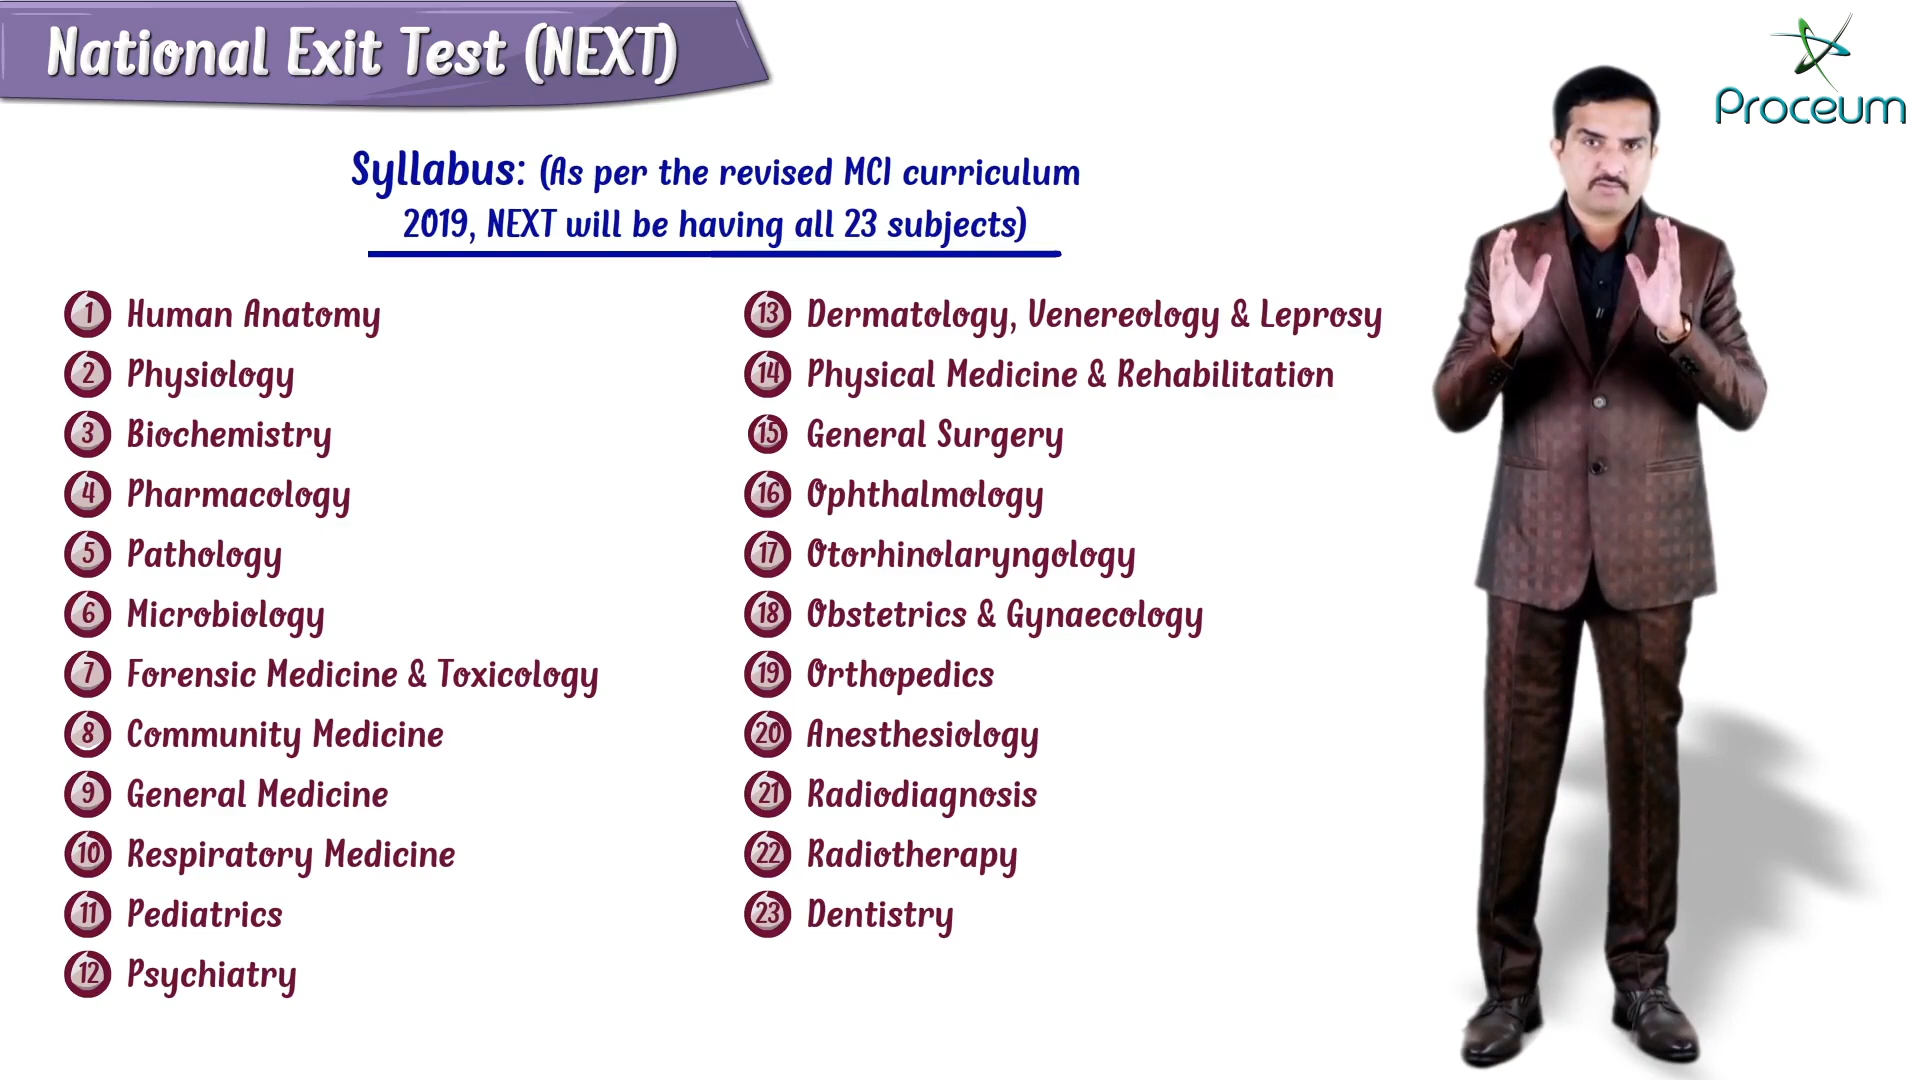 National Exit Test (NEXT)
Proceum
Syllabus: (As per the revised MCI curriculum
2019, NEXT will be having all 23 subjects)
1 Human Anatomy
2 Physiology
3 Biochemistry
4 Pharmacology
5 Pathology
6 Microbiology
7 Forensic Medicine & Toxicology
8 Community Medicine
9 General Medicine
10 Respiratory Medicine
11 Pediatrics
12 Psychiatry
13 Dermatology, Venereology & Leprosy
14 Physical Medicine & Rehabilitation
15 General Surgery
16 Ophthalmology
17 Otorhinolaryngology
18 Obstetrics & Gynaecology
19 Orthopedics
20 Anesthesiology
21 Radiodiagnosis
22 Radiotherapy
23 Dentistry